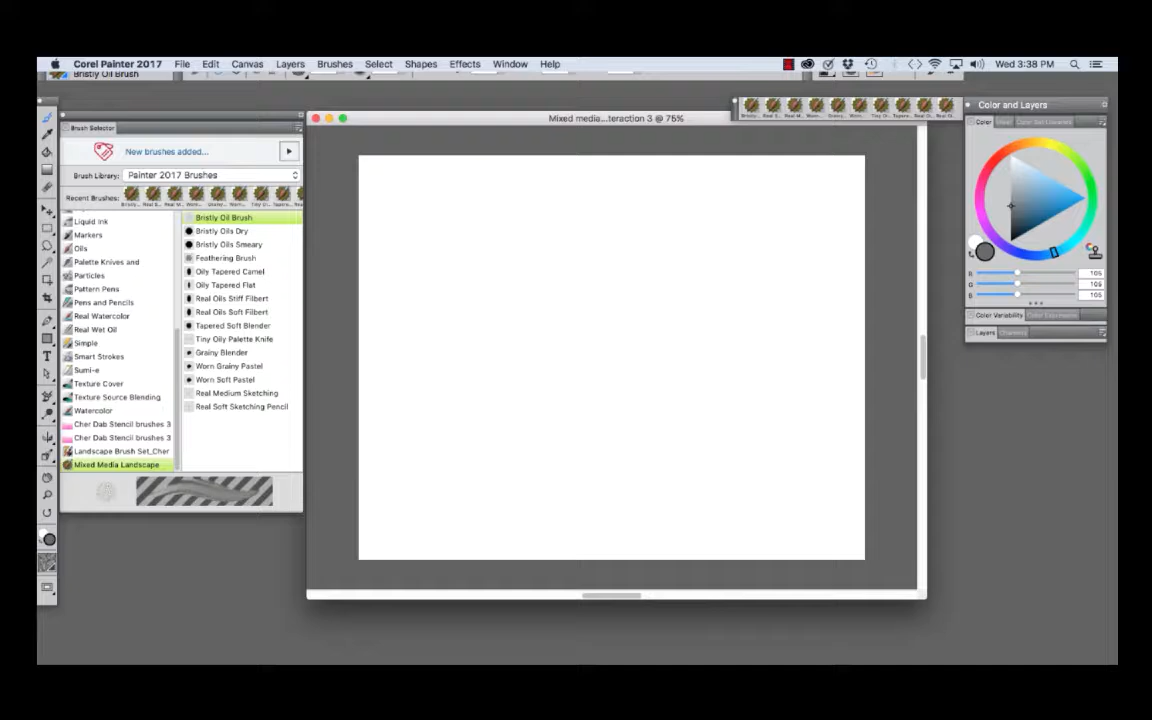 Corel Painter 2017 File Edit Canvas Layers Brushes Select Shapes Effects Window Help Wed 3:38 PM
Bristly Oil Brush
Mixed media...teraction 3 @ 75%
Color and Layers
Color
Brush Selector
New brushes added...
Brush Library: Painter 2017 Brushes
Recent Brushes:
Liquid Ink
Markers
Oils
Palette Knives and
Particles
Pattern Pens
Pens and Pencils
Real Watercolor
Real Wet Oil
Simple
Smart Strokes
Sumi-e
Texture Cover
Texture Source Blending
Watercolor
Cher Dab Stencil brushes 3
Cher Dab Stencil brushes 3
Landscape Brush Set_Cher
Mixed Media Landscape
Bristly Oil Brush
Bristly Oils Dry
Bristly Oils Smeary
Feathering Brush
Oily Tapered Camel
Oily Tapered Flat
Real Oils Stiff Filbert
Real Oils Soft Filbert
Tapered Soft Blender
Tiny Oily Palette Knife
Grainy Blender
Worn Grainy Pastel
Worn Soft Pastel
Real Medium Sketching
Real Soft Sketching Pencil
R 105
G 105
B 105
Color Variability Color Expression
Layers Channels